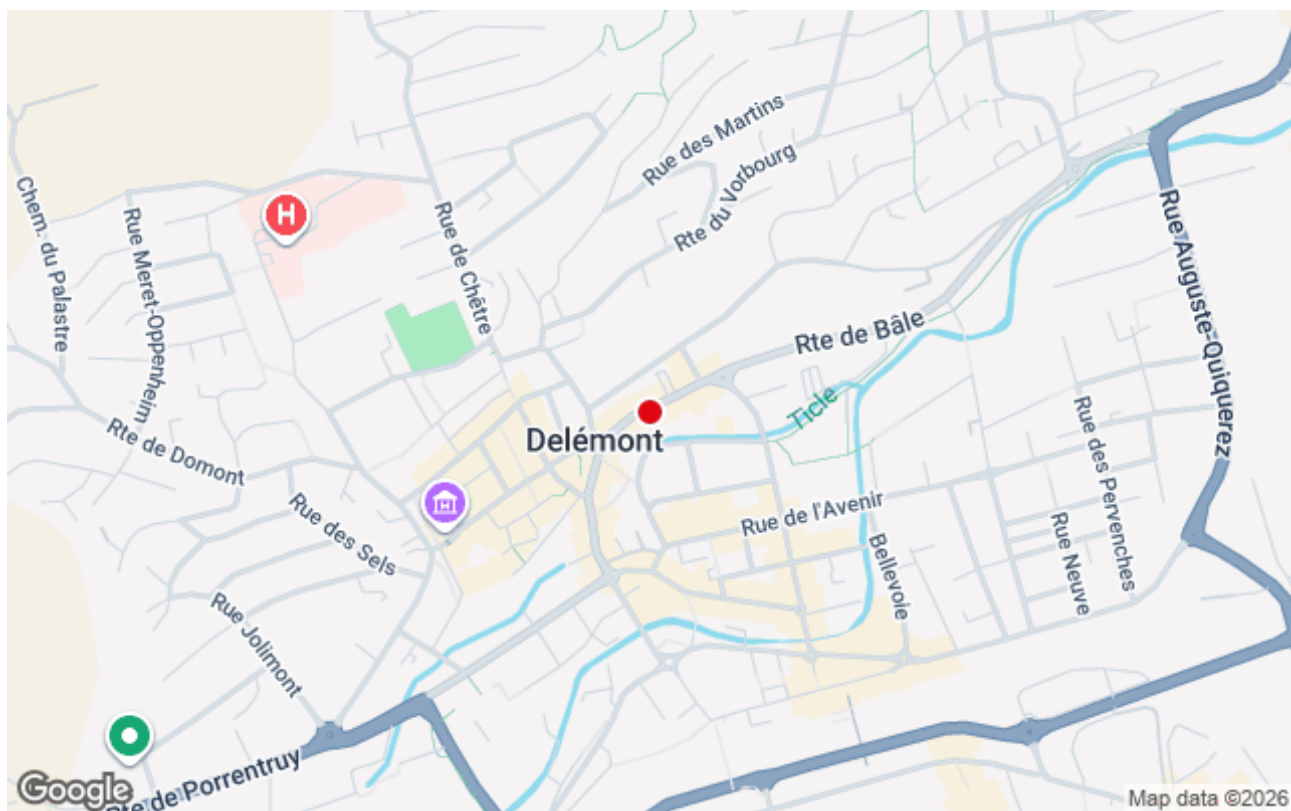 Rue des Martins
Rte du Vorbourg
Chem. du Palastre
Rue Meret-Oppenheim
H
Rue de Chêtre
Rue Auguste-Quiquerez
Rte de Bâle
Ticle
Delémont
Rte de Domont
Rue des Pervenches
Rue des Sels
Rue de l'Avenir
Rue Neuve
Bellevoie
Rue Jolimont
Rte de Porrentruy
Google
Map data ©2026